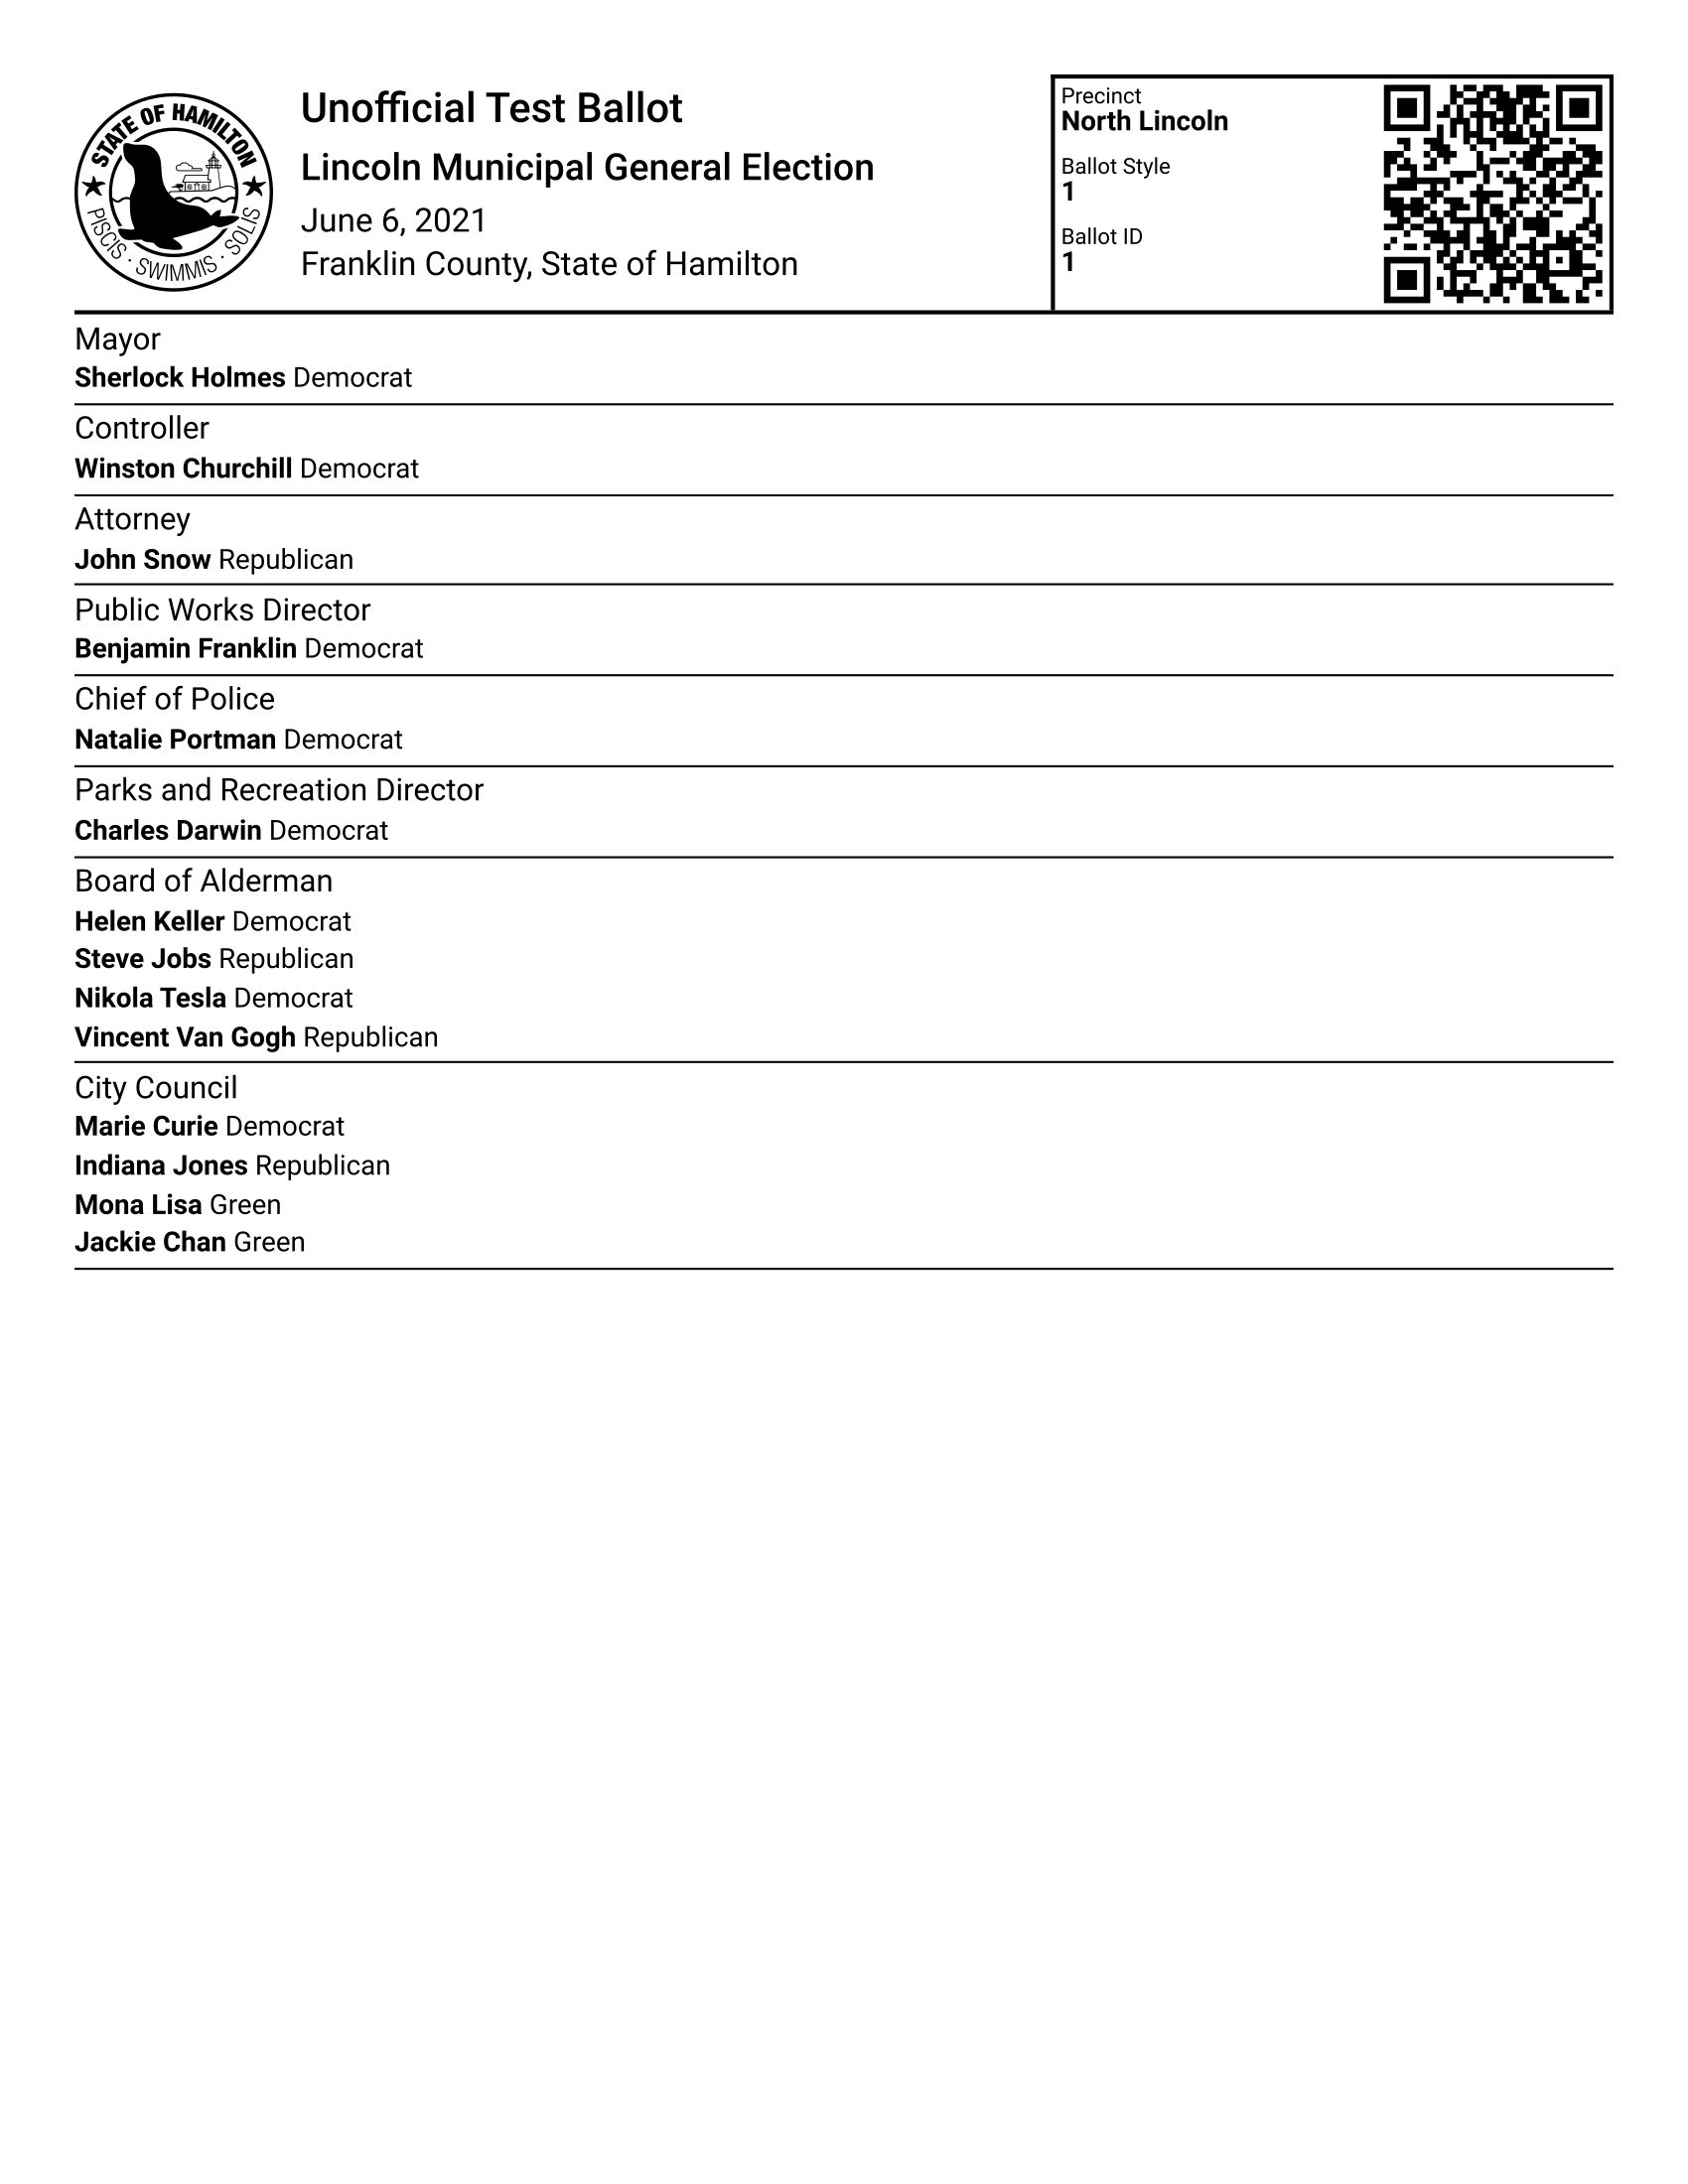 STATE OF HAMILTON
PISCIS · SWIMMIS · SOLIS
Unofficial Test Ballot
Lincoln Municipal General Election
June 6, 2021
Franklin County, State of Hamilton
Precinct
North Lincoln
Ballot Style
1
Ballot ID
1
Mayor
Sherlock Holmes Democrat
Controller
Winston Churchill Democrat
Attorney
John Snow Republican
Public Works Director
Benjamin Franklin Democrat
Chief of Police
Natalie Portman Democrat
Parks and Recreation Director
Charles Darwin Democrat
Board of Alderman
Helen Keller Democrat
Steve Jobs Republican
Nikola Tesla Democrat
Vincent Van Gogh Republican
City Council
Marie Curie Democrat
Indiana Jones Republican
Mona Lisa Green
Jackie Chan Green